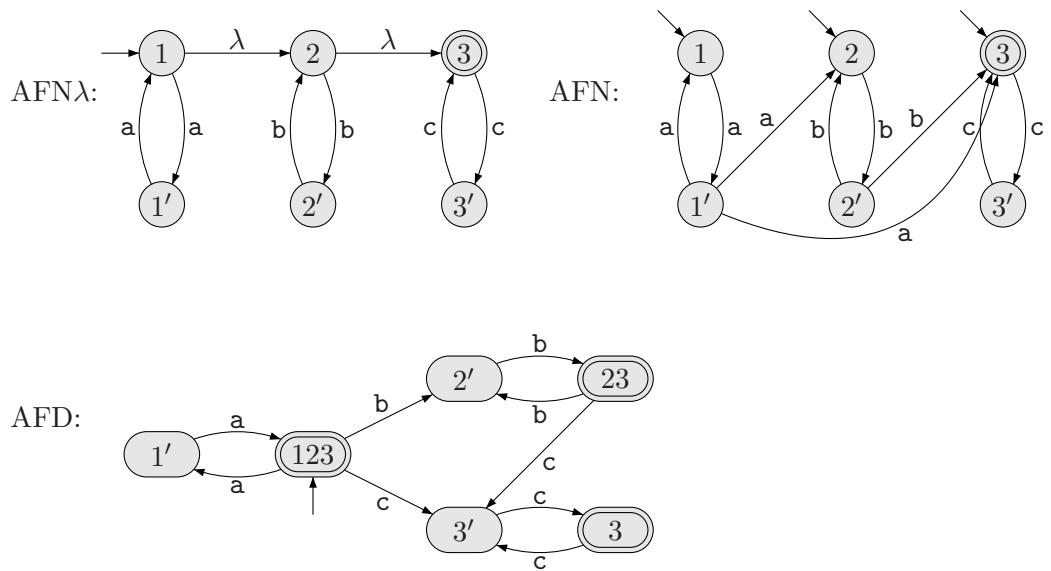 λ λ
AFNλ: 1 2 3
a a b b c c
1′ 2′ 3′
AFN: 1 2 3
a a a b b b c c
1′ 2′ 3′
a
AFD:
b
2′ 23
b
b
a
1′ 123
a
c
c
c
3′ 3
c